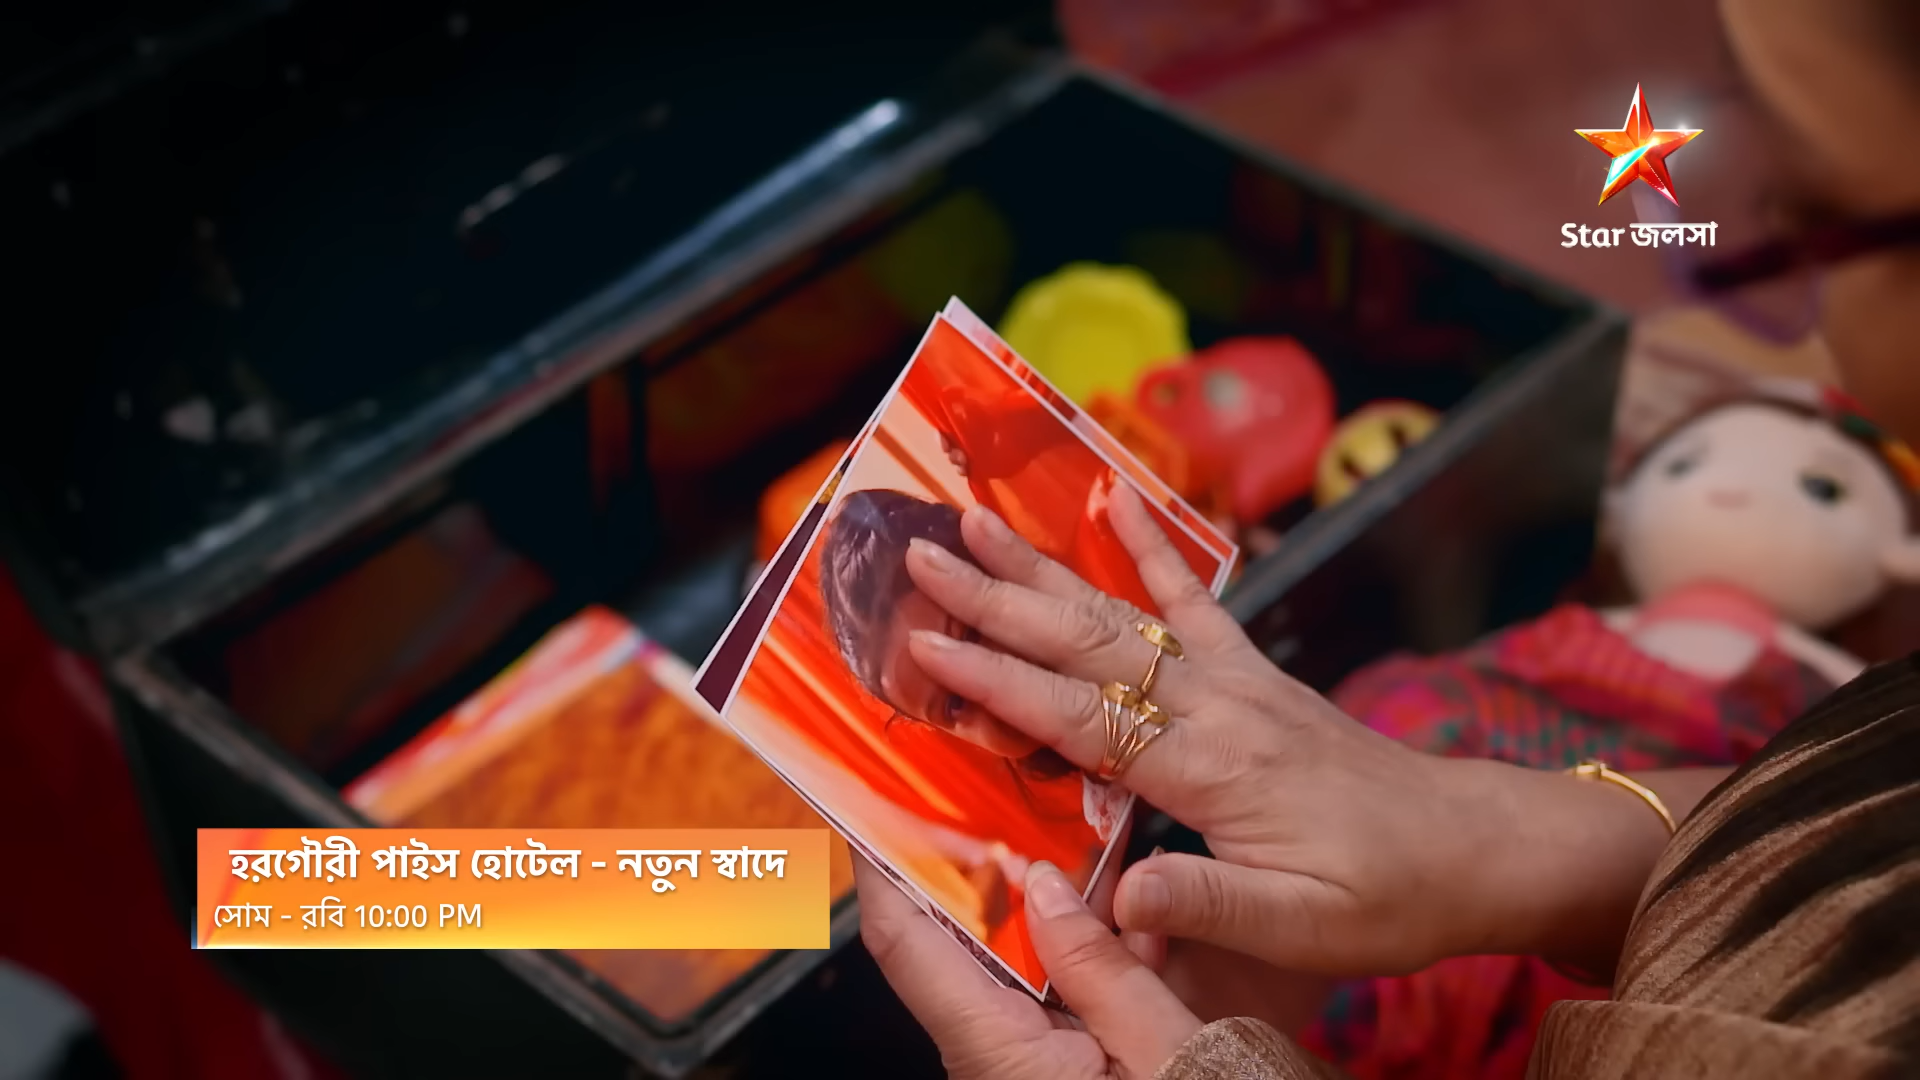 Star জলসা
হরগৌরী পাইস হোটেল - নতুন স্বাদে
সোম - রবি 10:00 PM